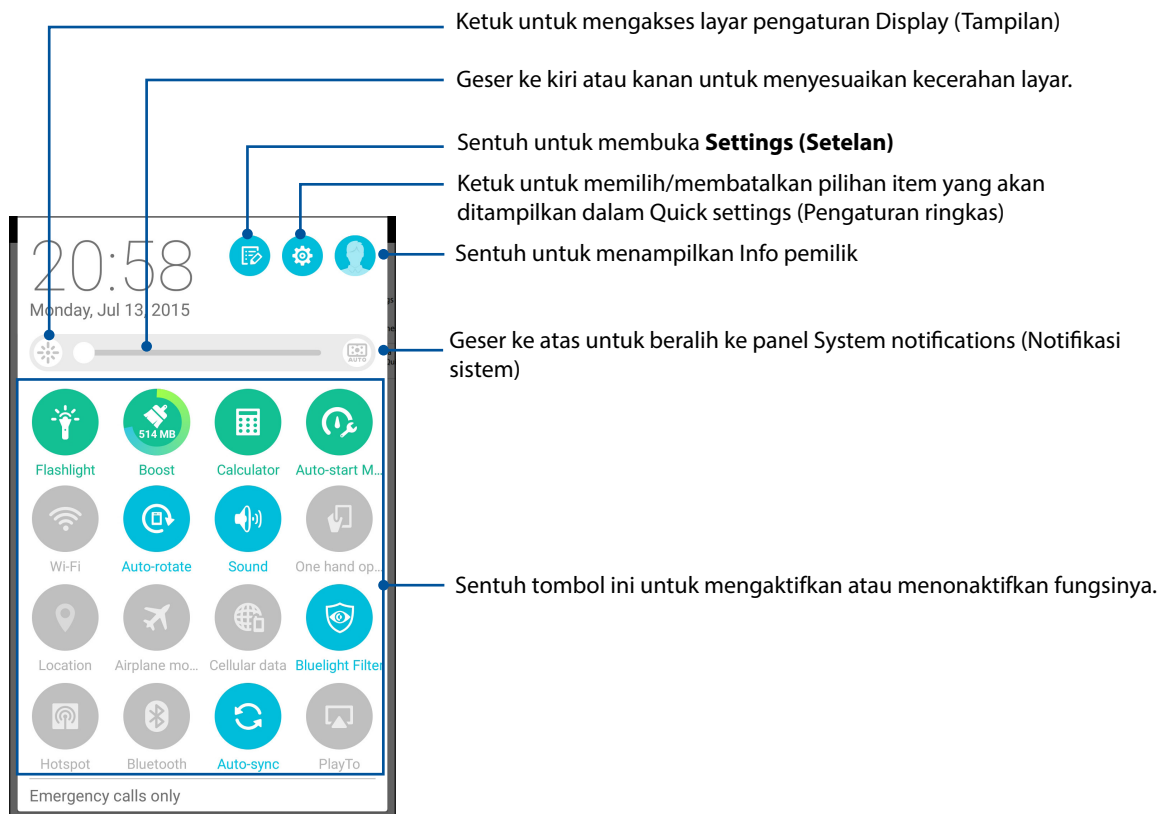 Ketuk untuk mengakses layar pengaturan Display (Tampilan)
Geser ke kiri atau kanan untuk menyesuaikan kecerahan layar.
Sentuh untuk membuka Settings (Setelan)
Ketuk untuk memilih/membatalkan pilihan item yang akan
ditampilkan dalam Quick settings (Pengaturan ringkas)
Sentuh untuk menampilkan Info pemilik
20:58
Monday, Jul 13, 2015
AUTO
Geser ke atas untuk beralih ke panel System notifications (Notifikasi
sistem)
514 MB
Flashlight Boost Calculator Auto-start M...
Wi-Fi Auto-rotate Sound One hand op...
Sentuh tombol ini untuk mengaktifkan atau menonaktifkan fungsinya.
Location Airplane mo... Cellular data Bluelight Filter
Hotspot Bluetooth Auto-sync PlayTo
Emergency calls only